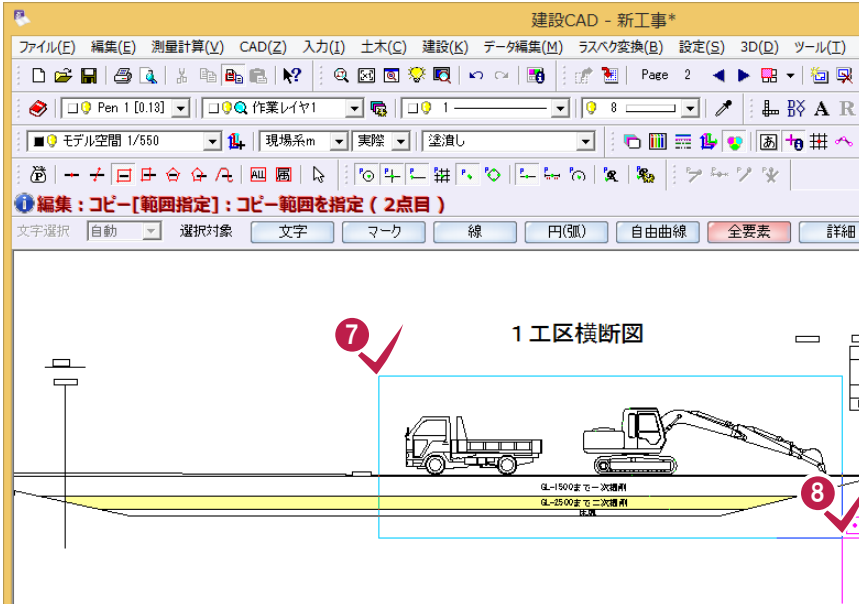 建設CAD - 新工事*
ファイル(F) 編集(E) 測量計算(V) CAD(Z) 入力(I) 土木(C) 建設(K) データ編集(M) ラスベク変換(B) 設定(S) 3D(D) ツール(T)
Page 2
Pen 1 [0.13] 作業レイヤ1 1 8 A R
モデル空間 1/550 現場系m 実際 塗潰し あ
ALL
編集:コピー[範囲指定]:コピー範囲を指定 ( 2点目 )
文字選択 自動 選択対象 文字 マーク 線 円(弧) 自由曲線 全要素 詳細
7
1工区横断図
GL-1500まで一次掘削
GL-2500まで二次掘削
8